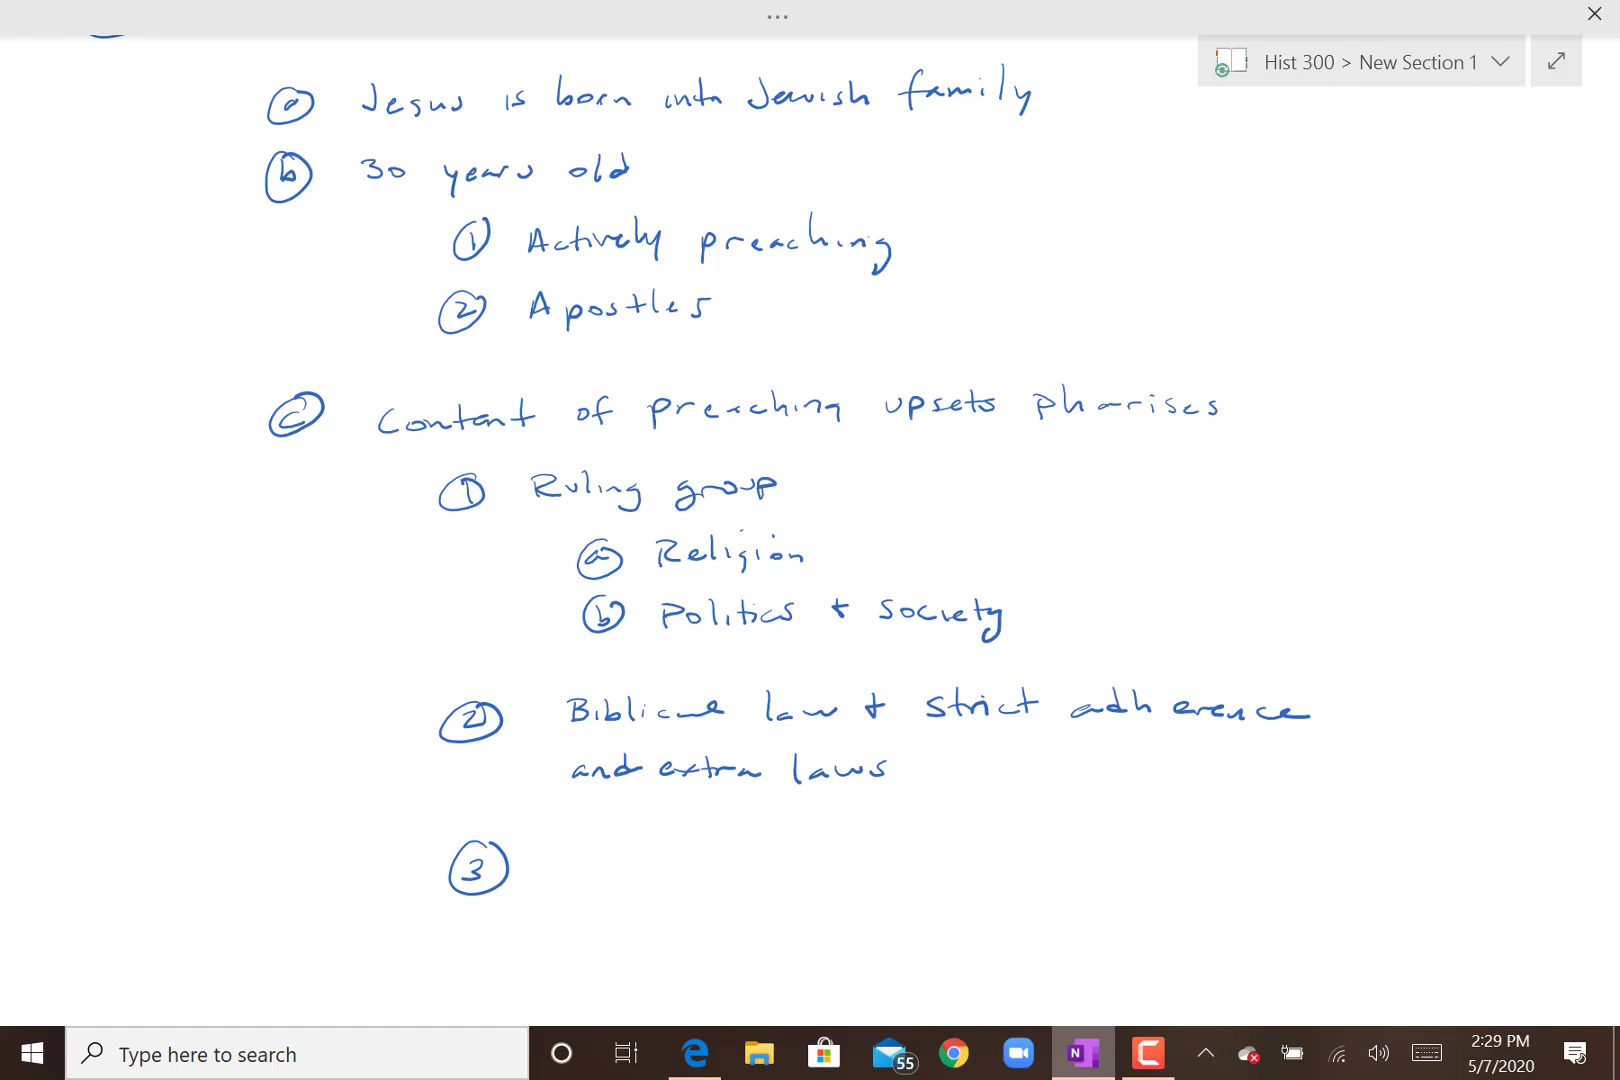 Hist 300 > New Section 1
a Jesus is born into Jewish family
b 30 years old
1 Actively preaching
2 Apostles
c Content of preaching upsets pharises
1 Ruling group
a Religion
b Politics + society
2 Biblical law + strict adherence
and extra laws
3
Type here to search
55
2:29 PM
5/7/2020